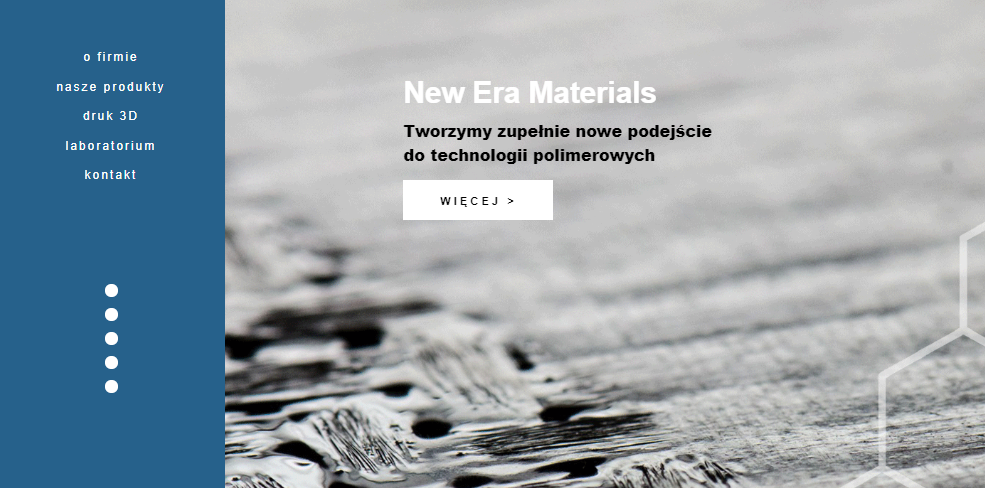 o firmie
nasze produkty
druk 3D
laboratorium
kontakt
New Era Materials
Tworzymy zupełnie nowe podejście
do technologii polimerowych
WIĘCEJ >